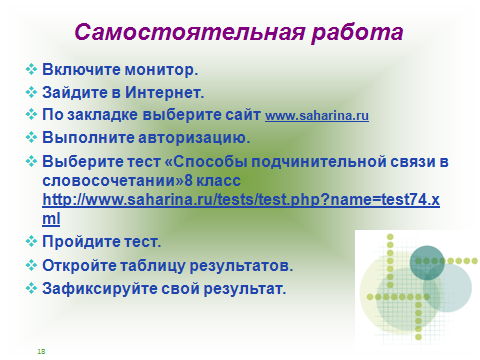 Самостоятельная работа
Включите монитор.
Зайдите в Интернет.
По закладке выберите сайт www.saharina.ru
Выполните авторизацию.
Выберите тест «Способы подчинительной связи в
словосочетании»8 класс
http://www.saharina.ru/tests/test.php?name=test74.x
ml
Пройдите тест.
Откройте таблицу результатов.
Зафиксируйте свой результат.
18